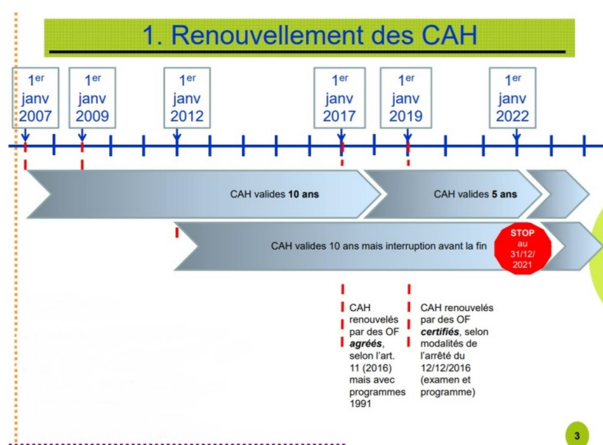 1. Renouvellement des CAH
1er
janv
2007
1er
janv
2009
1er
janv
2012
1er
janv
2017
1er
janv
2019
1er
janv
2022
CAH valides 10 ans
CAH valides 5 ans
CAH valides 10 ans mais interruption avant la fin
STOP
au
31/12/
2021
CAH
renouvelés
par des OF
agréés,
selon l'art.
11 (2016)
mais avec
programmes
1991
CAH renouvelés
par des OF
certifiés, selon
modalités de
l'arrêté du
12/12/2016
(examen et
programme)
3